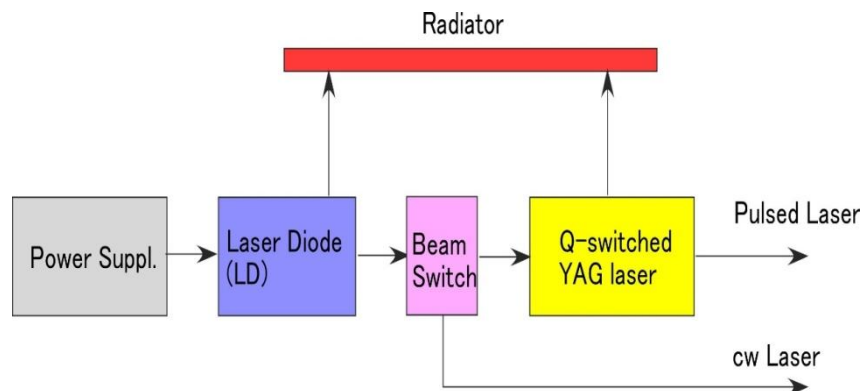 Radiator
Power Suppl.
Laser Diode
(LD)
Beam
Switch
Q-switched
YAG laser
Pulsed Laser
cw Laser